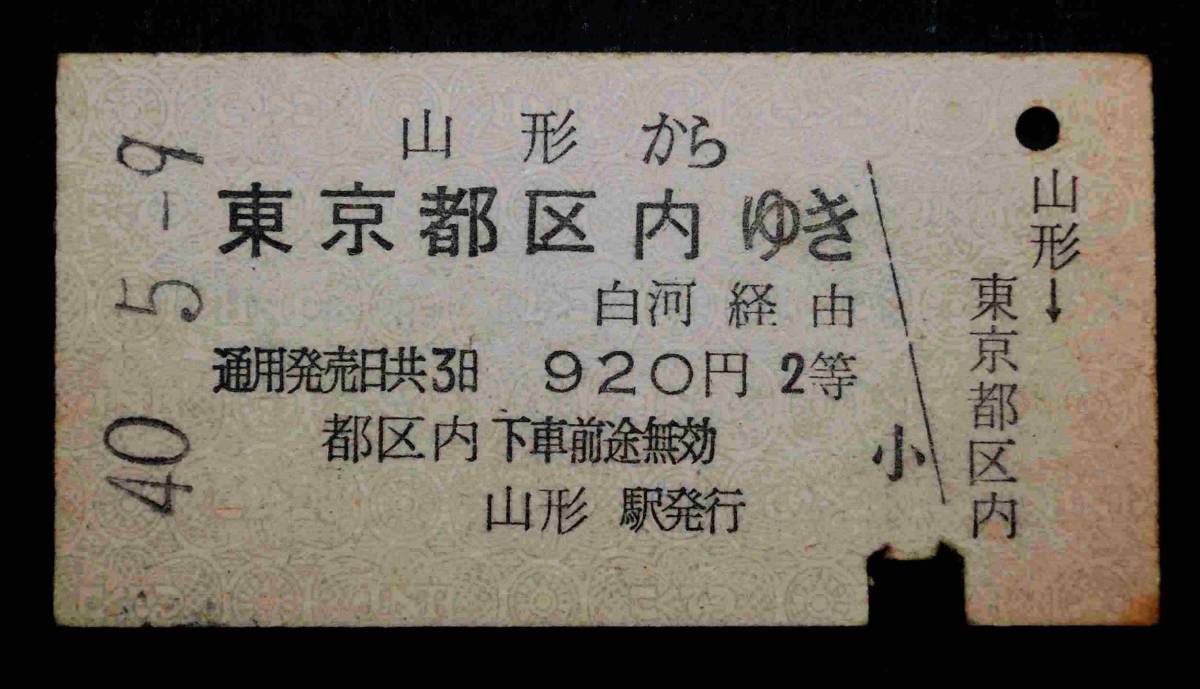 山形から
東京都区内ゆき
白河経由
通用発売日共3日 920円 2等
都区内下車前途無効
山形駅発行
小
山形→
東京都区内
40 5-9